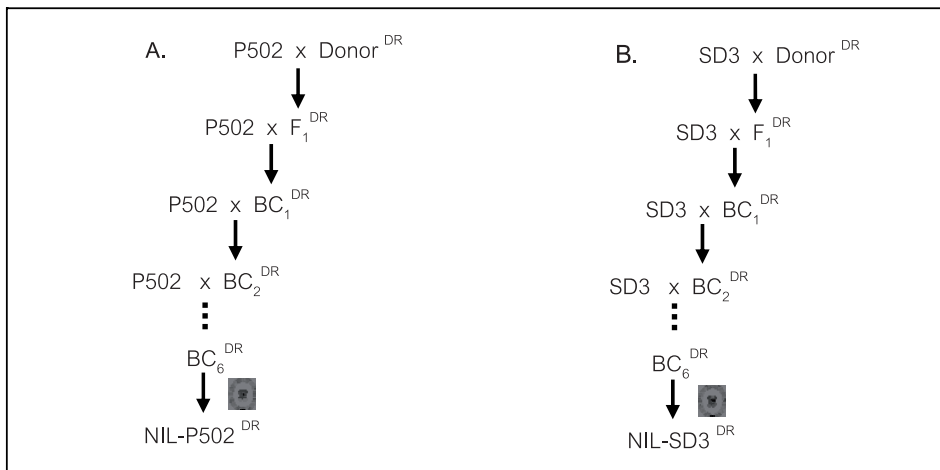 A.
P502 x Donor DR
P502 x F1 DR
P502 x BC1 DR
P502 x BC2 DR
BC6 DR
NIL-P502 DR
B.
SD3 x Donor DR
SD3 x F1 DR
SD3 x BC1 DR
SD3 x BC2 DR
BC6 DR
NIL-SD3 DR